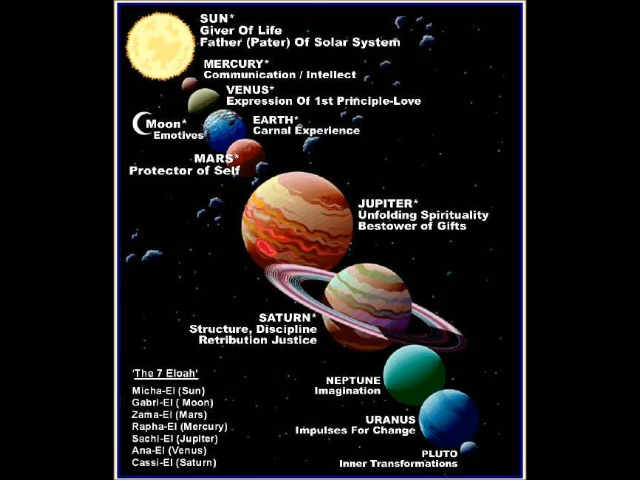 SUN*
Giver Of Life
Father (Pater) Of Solar System
MERCURY*
Communication / Intellect
VENUS*
Expression Of 1st Principle-Love
Moon*
Emotives
EARTH*
Carnal Experience
MARS*
Protector of Self
JUPITER*
Unfolding Spirituality
Bestower of Gifts
SATURN*
Structure, Discipline
Retribution Justice
NEPTUNE
Imagination
URANUS
Impulses For Change
PLUTO
Inner Transformations
'The 7 Eloah'
Micha-El (Sun)
Gabri-El ( Moon)
Zama-El (Mars)
Rapha-El (Mercury)
Sachi-El (Jupiter)
Ana-El (Venus)
Cassi-El (Saturn)